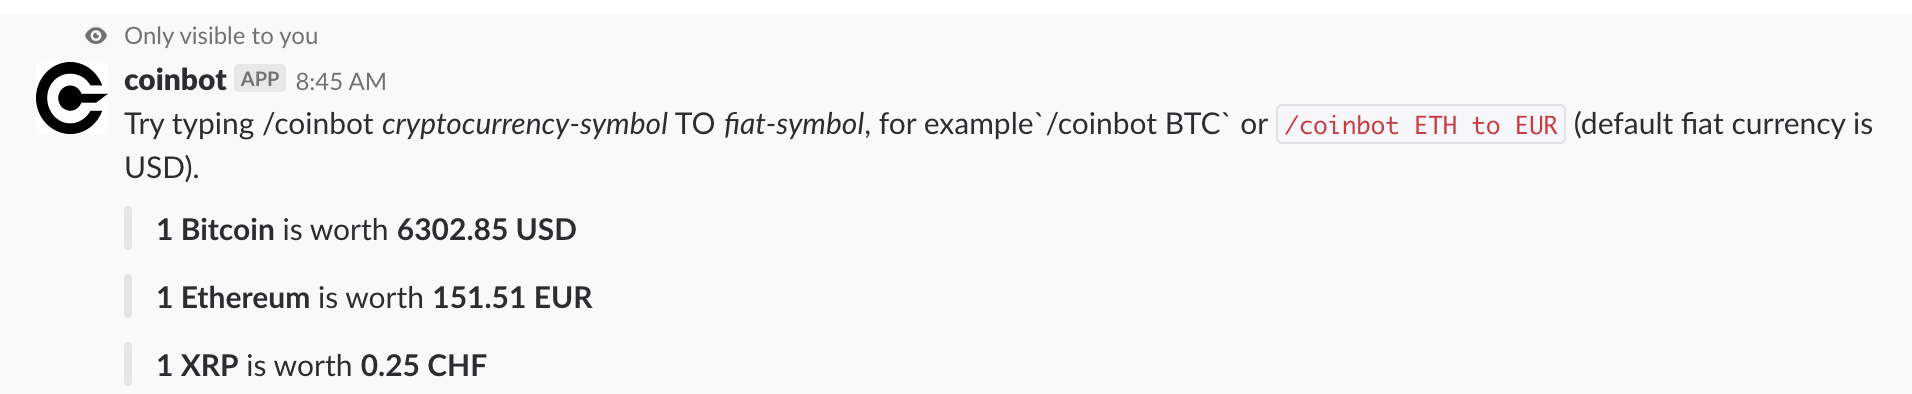 Only visible to you
coinbot APP 8:45 AM
Try typing /coinbot cryptocurrency-symbol TO fiat-symbol, for example`/coinbot BTC` or /coinbot ETH to EUR (default fiat currency is
USD).
1 Bitcoin is worth 6302.85 USD
1 Ethereum is worth 151.51 EUR
1 XRP is worth 0.25 CHF